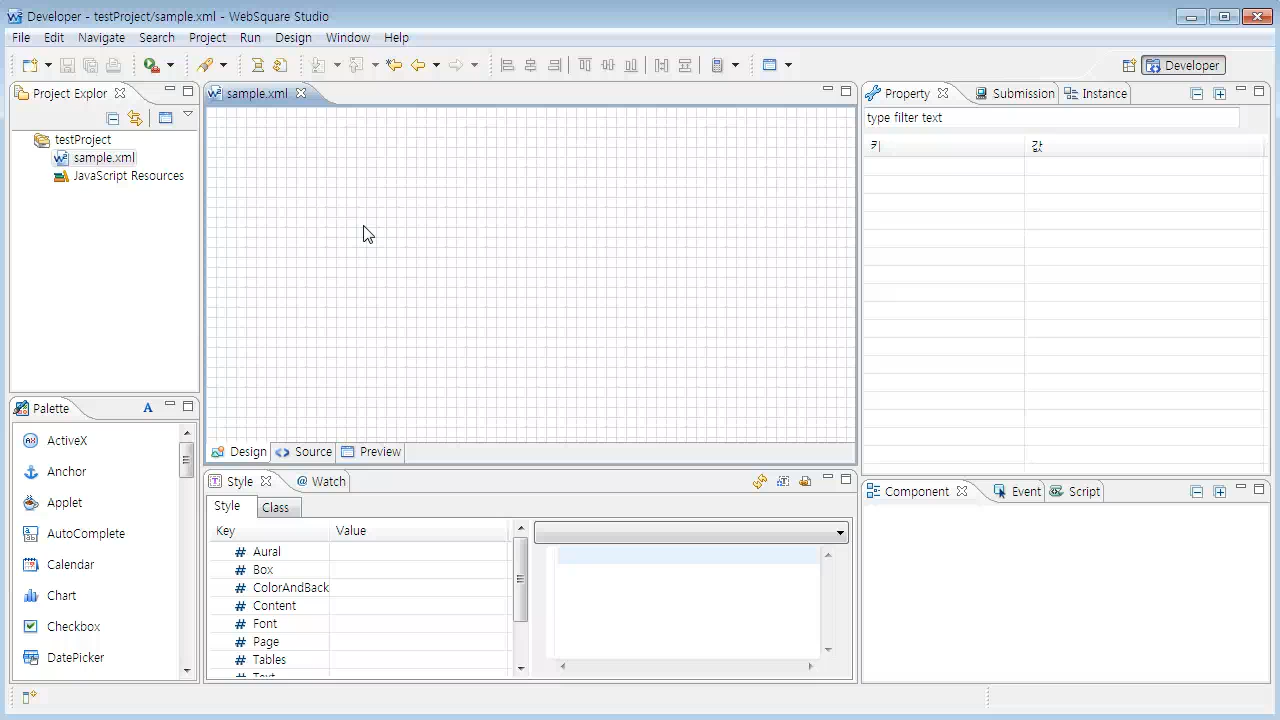 Developer - testProject/sample.xml - WebSquare Studio
File Edit Navigate Search Project Run Design Window Help
Developer
Project Explor
testProject
sample.xml
JavaScript Resources
Palette
ActiveX
Anchor
Applet
AutoComplete
Calendar
Chart
Checkbox
DatePicker
sample.xml
Design Source Preview
Style @ Watch
Style Class
Key Value
# Aural
# Box
# ColorAndBack
# Content
# Font
# Page
# Tables
Property Submission Instance
type filter text
키 값
Component Event Script